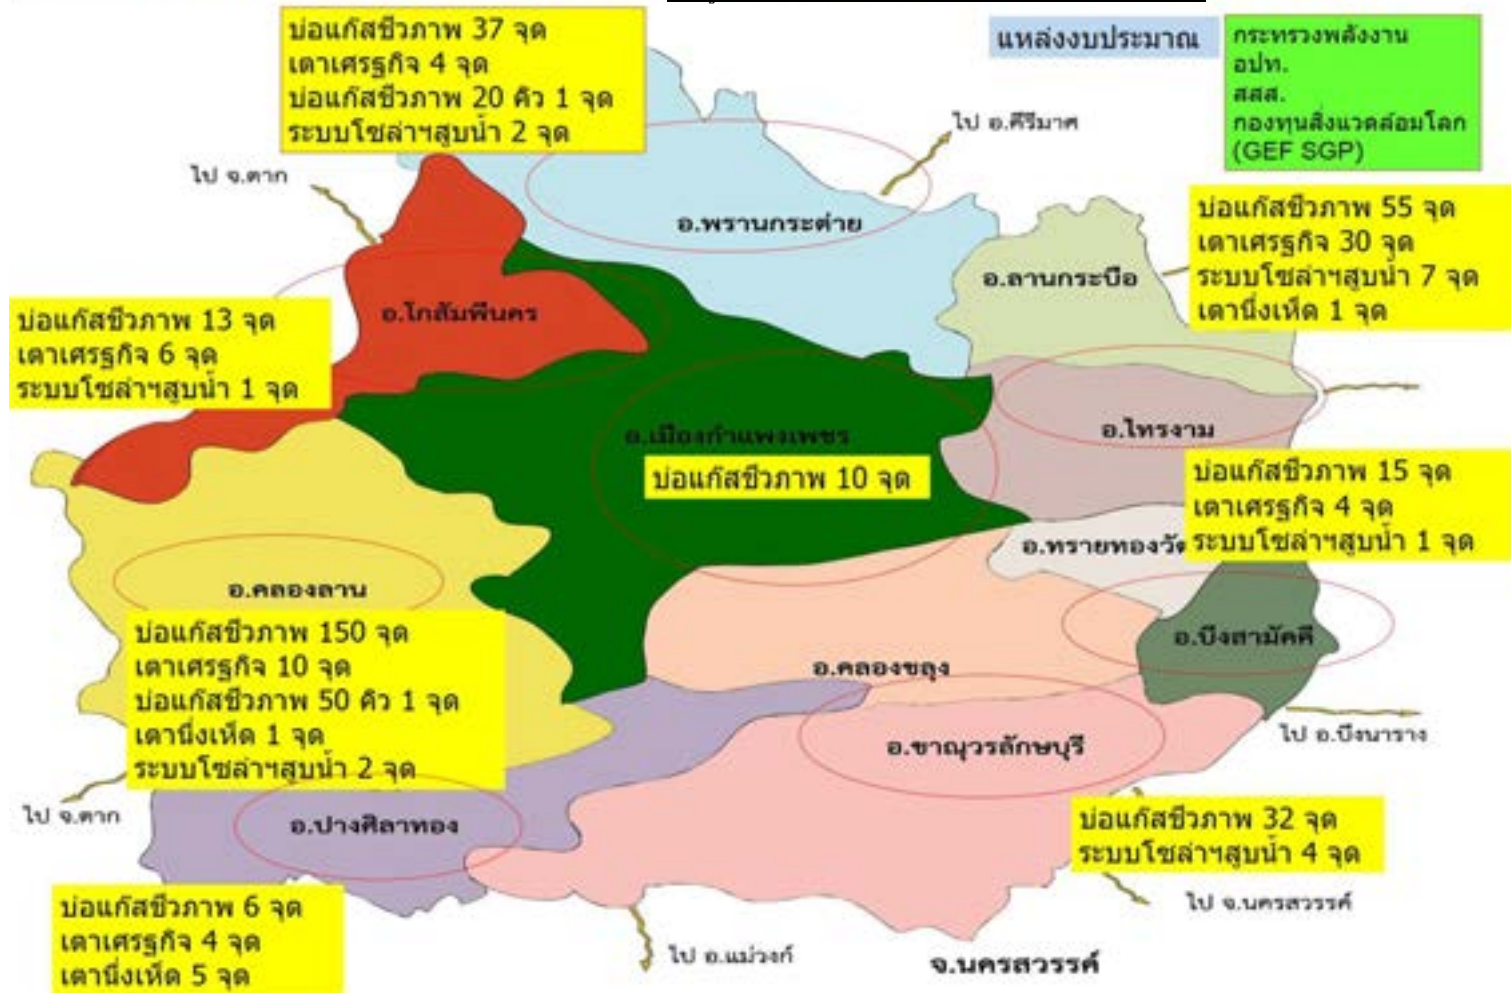 บ่อแก๊สชีวภาพ 37 จุด
เตาเศรฐกิจ 4 จุด
บ่อแก๊สชีวภาพ 20 คิว 1 จุด
ระบบโซล่าฯสูบน้ำ 2 จุด
แหล่งงบประมาณ
กระทรวงพลังงาน
อปท.
สสส.
กองทุนสิ่งแวดล้อมโลก
(GEF SGP)
ไป อ.คีรีมาศ
ไป จ.ตาก
อ.พรานกระต่าย
บ่อแก๊สชีวภาพ 55 จุด
เตาเศรฐกิจ 30 จุด
ระบบโซล่าฯสูบน้ำ 7 จุด
เตานึ่งเห็ด 1 จุด
อ.ลานกระบือ
อ.โกสัมพีนคร
บ่อแก๊สชีวภาพ 13 จุด
เตาเศรฐกิจ 6 จุด
ระบบโซล่าฯสูบน้ำ 1 จุด
อ.ไทรงาม
อ.เมืองกำแพงเพชร
บ่อแก๊สชีวภาพ 10 จุด
บ่อแก๊สชีวภาพ 15 จุด
เตาเศรฐกิจ 4 จุด
ระบบโซล่าฯสูบน้ำ 1 จุด
อ.ทรายทองวั
อ.คลองลาน
บ่อแก๊สชีวภาพ 150 จุด
เตาเศรฐกิจ 10 จุด
บ่อแก๊สชีวภาพ 50 คิว 1 จุด
เตานึ่งเห็ด 1 จุด
ระบบโซล่าฯสูบน้ำ 2 จุด
อ.บึงสามัคคี
อ.คลองขลุง
ไป อ.บึงนาราง
อ.ขาณุวรลักษบุรี
ไป จ.ตาก
อ.ปางศิลาทอง
บ่อแก๊สชีวภาพ 32 จุด
ระบบโซล่าฯสูบน้ำ 4 จุด
บ่อแก๊สชีวภาพ 6 จุด
เตาเศรฐกิจ 4 จุด
เตานึ่งเห็ด 5 จุด
ไป จ.นครสวรรค์
ไป อ.แม่วงก์
จ.นครสวรรค์